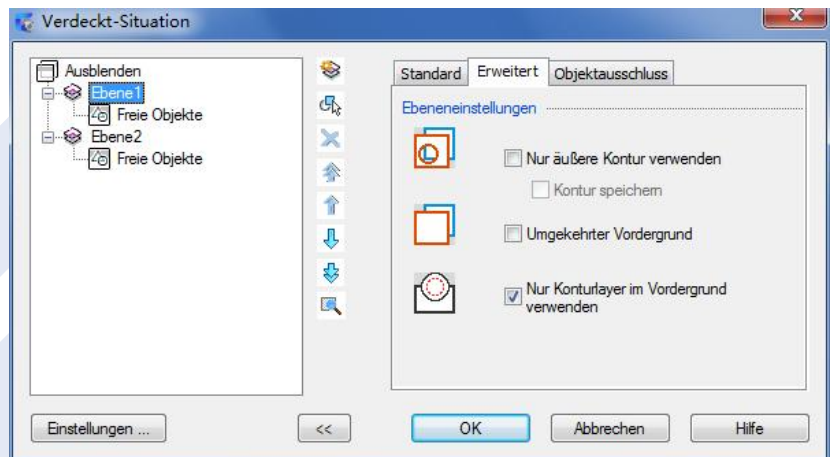 Verdeckt-Situation
Ausblenden
Ebene1
Freie Objekte
Ebene2
Freie Objekte
Standard
Erweitert
Objektausschluss
Ebeneneinstellungen
Nur äußere Kontur verwenden
Kontur speichern
Umgekehrter Vordergrund
Nur Konturlayer im Vordergrund
verwenden
Einstellungen ...
<<
OK
Abbrechen
Hilfe